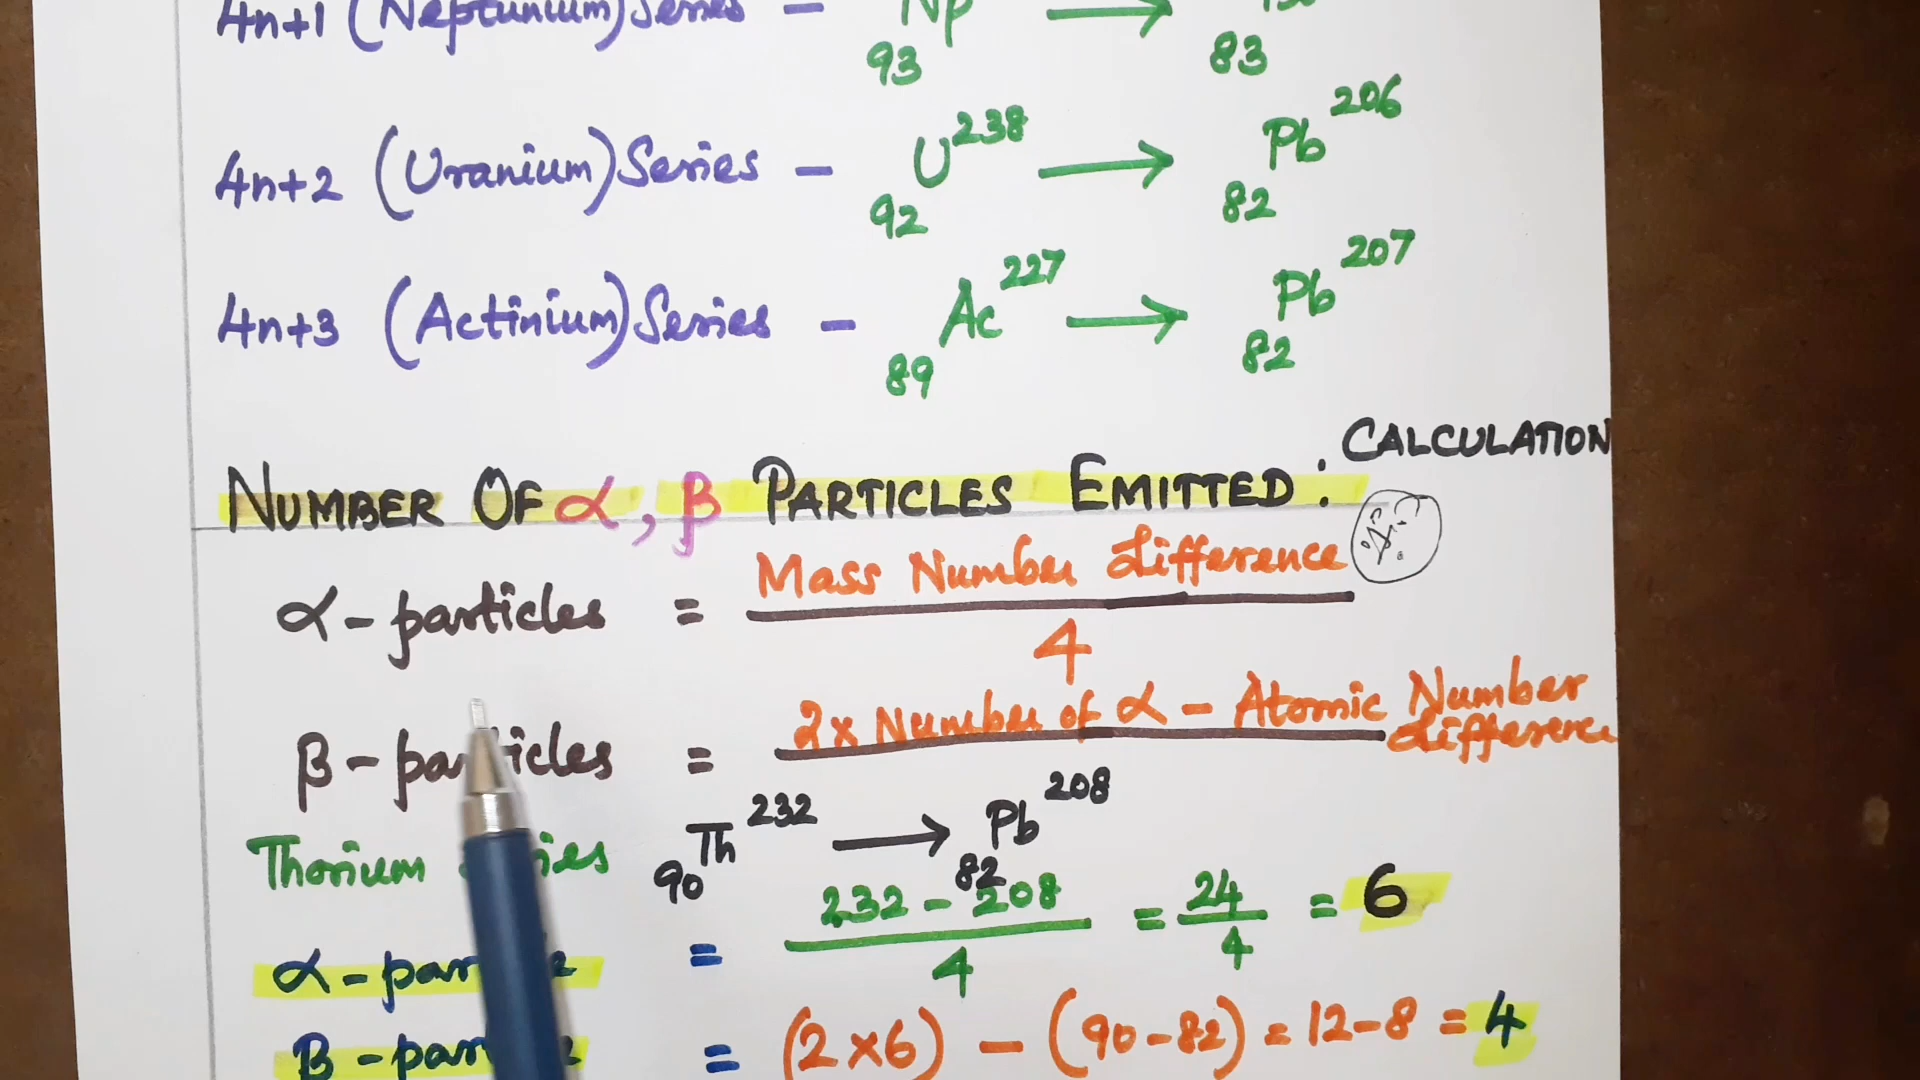 4n+1 (Neptunium) Series - Np →
93 83
4n+2 (Uranium) Series - 92 U 238 → 82 Pb 206
4n+3 (Actinium) Series - 89 Ac 227 → 82 Pb 207
NUMBER OF α, β PARTICLES EMITTED: CALCULATION
α-particles = Mass Number difference / 4
β-particles = 2x Number of α - Atomic Number difference
Thorium 90 Th 232 → 82 Pb 208
α-par = 232 - 208 / 4 = 24 / 4 = 6
β-par = (2x6) - (90-82) = 12-8 = 4